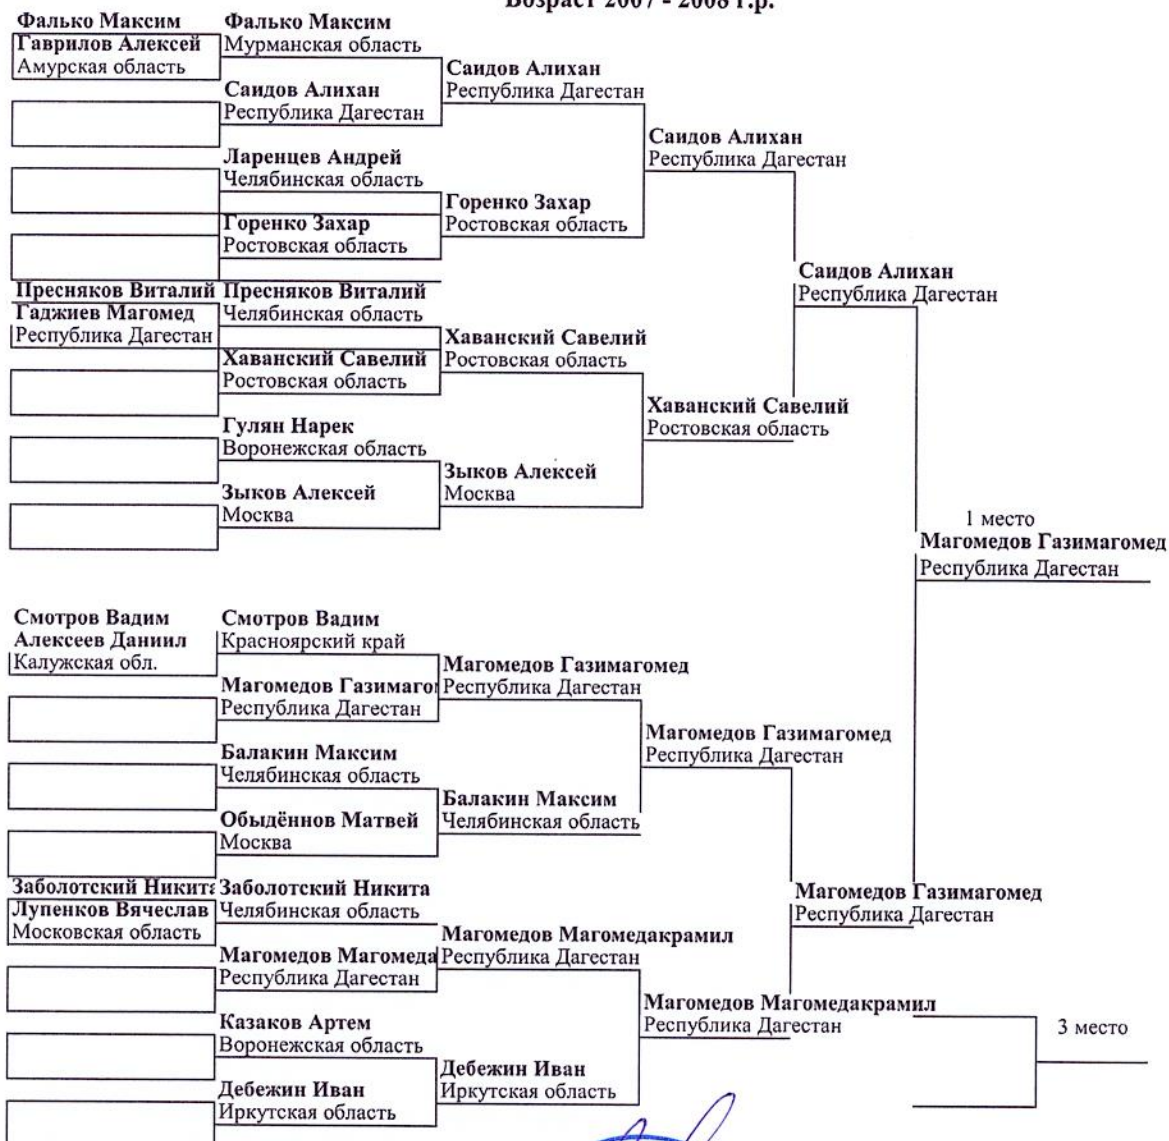 Возраст 2007 - 2008 г.р.
Фалько Максим
Гаврилов Алексей
Амурская область
Пресняков Виталий
Гаджиев Магомед
Республика Дагестан
Смотров Вадим
Алексеев Даниил
Калужская обл.
Заболотский Никита
Лупенков Вячеслав
Московская область
Фалько Максим
Мурманская область
Саидов Алихан
Республика Дагестан
Ларенцев Андрей
Челябинская область
Горенко Захар
Ростовская область
Пресняков Виталий
Челябинская область
Хаванский Савелий
Ростовская область
Гулян Нарек
Воронежская область
Зыков Алексей
Москва
Смотров Вадим
Красноярский край
Магомедов Газимагом
Республика Дагестан
Балакин Максим
Челябинская область
Обыдённов Матвей
Москва
Заболотский Никита
Челябинская область
Магомедов Магомеда
Республика Дагестан
Казаков Артем
Воронежская область
Дебежин Иван
Иркутская область
Саидов Алихан
Республика Дагестан
Горенко Захар
Ростовская область
Хаванский Савелий
Ростовская область
Зыков Алексей
Москва
Магомедов Газимагомед
Республика Дагестан
Балакин Максим
Челябинская область
Магомедов Магомедакрамил
Республика Дагестан
Дебежин Иван
Иркутская область
Саидов Алихан
Республика Дагестан
Хаванский Савелий
Ростовская область
Магомедов Газимагомед
Республика Дагестан
Магомедов Магомедакрамил
Республика Дагестан
Саидов Алихан
Республика Дагестан
Магомедов Газимагомед
Республика Дагестан
1 место
Магомедов Газимагомед
Республика Дагестан
3 место